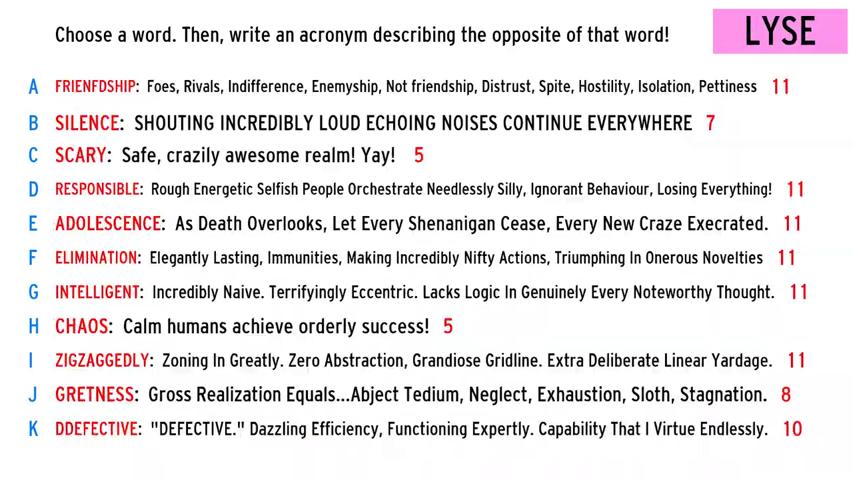 Choose a word. Then, write an acronym describing the opposite of that word!
LYSE
A FRIENFDSHIP: Foes, Rivals, Indifference, Enemyship, Not friendship, Distrust, Spite, Hostility, Isolation, Pettiness 11
B SILENCE: SHOUTING INCREDIBLY LOUD ECHOING NOISES CONTINUE EVERYWHERE 7
C SCARY: Safe, crazily awesome realm! Yay! 5
D RESPONSIBLE: Rough Energetic Selfish People Orchestrate Needlessly Silly, Ignorant Behaviour, Losing Everything! 11
E ADOLESCENCE: As Death Overlooks, Let Every Shenanigan Cease, Every New Craze Execrated. 11
F ELIMINATION: Elegantly Lasting, Immunities, Making Incredibly Nifty Actions, Triumphing In Onerous Novelties 11
G INTELLIGENT: Incredibly Naive. Terrifyingly Eccentric. Lacks Logic In Genuinely Every Noteworthy Thought. 11
H CHAOS: Calm humans achieve orderly success! 5
I ZIGZAGGEDLY: Zoning In Greatly. Zero Abstraction, Grandiose Gridline. Extra Deliberate Linear Yardage. 11
J GRETNESS: Gross Realization Equals...Abject Tedium, Neglect, Exhaustion, Sloth, Stagnation. 8
K DDEFECTIVE: "DEFECTIVE." Dazzling Efficiency, Functioning Expertly. Capability That I Virtue Endlessly. 10